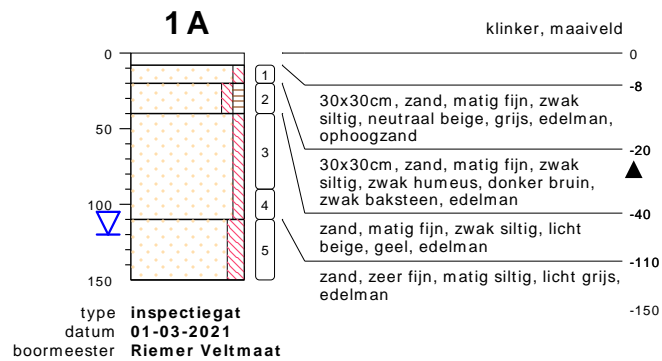 1A
klinker, maaiveld
0
0
-8
1
30x30cm, zand, matig fijn, zwak
siltig, neutraal beige, grijs, edelman,
ophoogzand
2
-20
50
30x30cm, zand, matig fijn, zwak
siltig, zwak humeus, donker bruin,
zwak baksteen, edelman
3
-40
100
4
zand, matig fijn, zwak siltig, licht
beige, geel, edelman
5
-110
150
zand, zeer fijn, matig siltig, licht grijs,
edelman
-150
type inspectiegat
datum 01-03-2021
boormeester Riemer Veltmaat